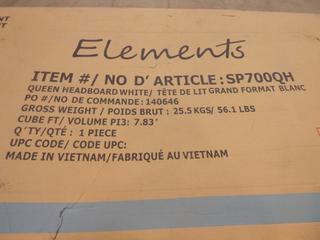 Elements
ITEM #/ NO D' ARTICLE:SP700QH
QUEEN HEADBOARD WHITE/ TÊTE DE LIT GRAND FORMAT BLANC
PO #/NO DE COMMANDE: 140646
GROSS WEIGHT / POIDS BRUT : 25.5 KGS/ 56.1 LBS
CUBE FT/ VOLUME PI3: 7.83'
Q'TY/QTÉ : 1 PIECE
UPC CODE/ CODE UPC:
MADE IN VIETNAM/FABRIQUÉ AU VIETNAM